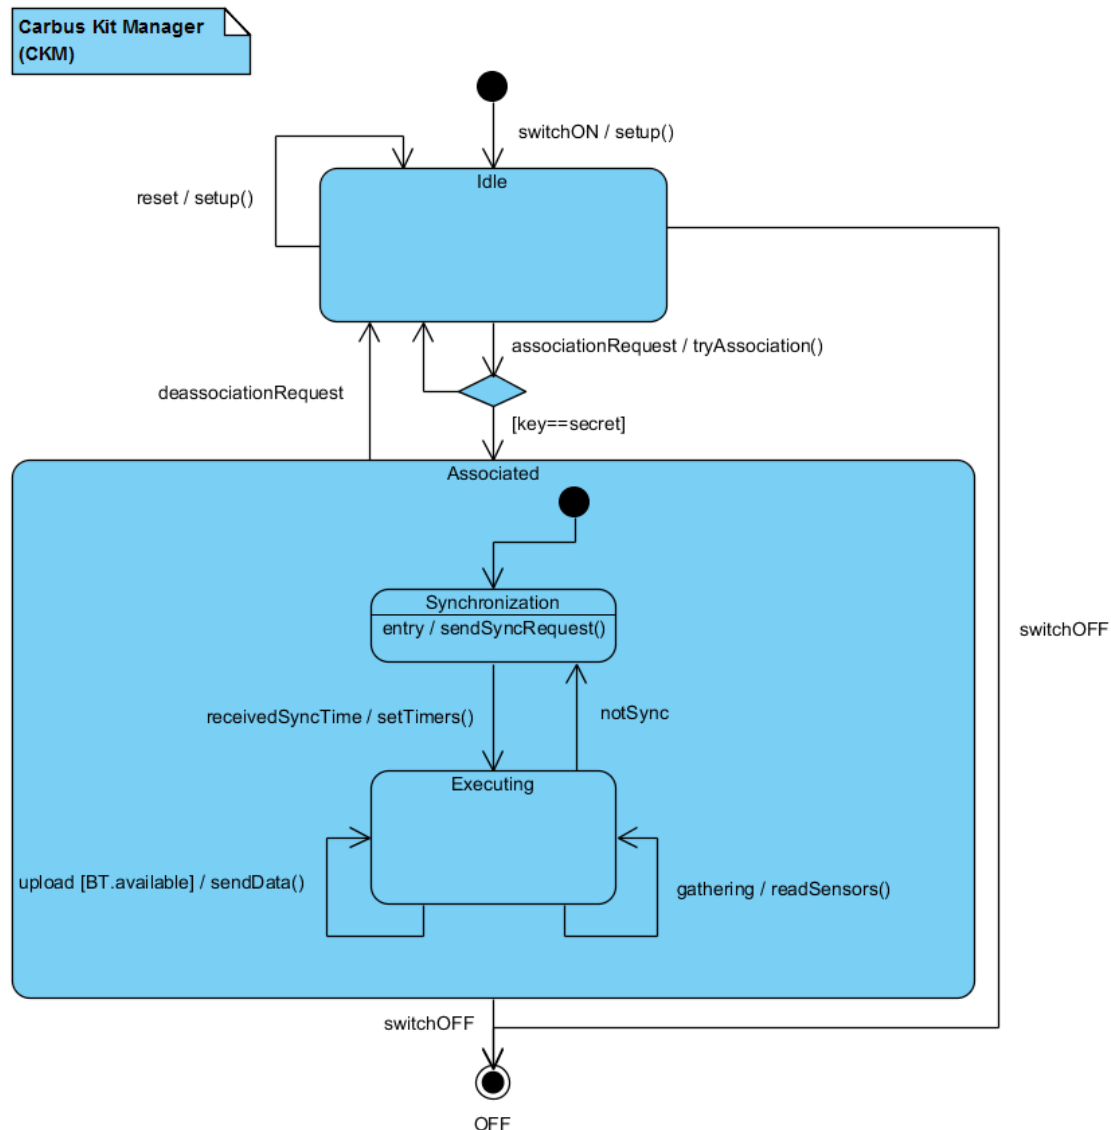 Carbus Kit Manager
(CKM)
switchON / setup()
Idle
reset / setup()
associationRequest / tryAssociation()
deassociationRequest
[key==secret]
Associated
Synchronization
entry / sendSyncRequest()
switchOFF
receivedSyncTime / setTimers()
notSync
Executing
upload [BT.available] / sendData()
gathering / readSensors()
switchOFF
OFF